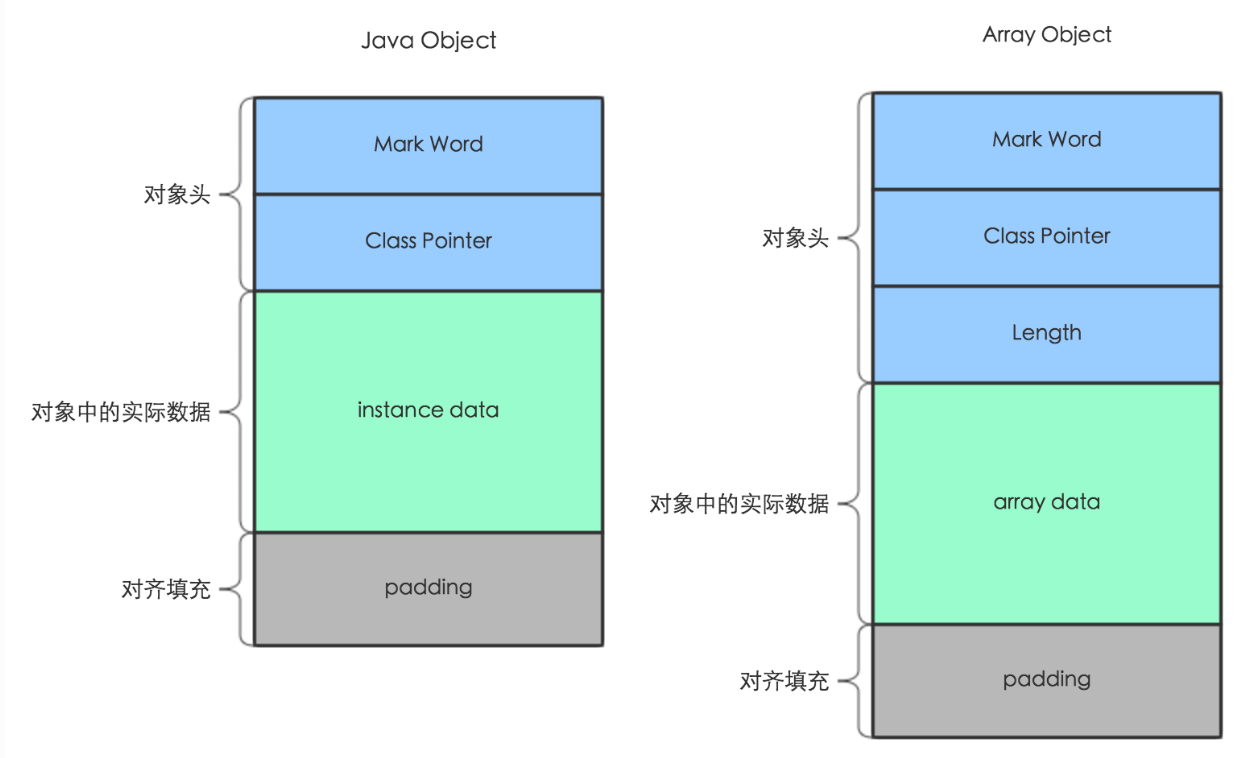 Java Object
Mark Word
对象头
Class Pointer
对象中的实际数据
instance data
对齐填充
padding
Array Object
Mark Word
Class Pointer
对象头
Length
对象中的实际数据
array data
对齐填充
padding